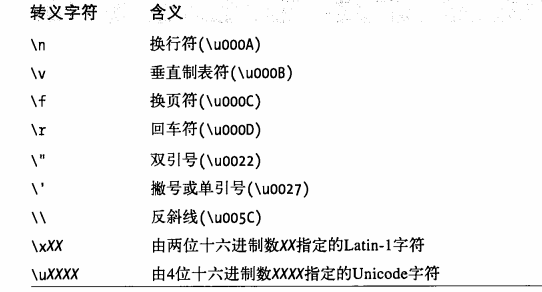 转义字符 含义
\n 换行符(\u000A)
\v 垂直制表符(\u000B)
\f 换页符(\u000C)
\r 回车符(\u000D)
\" 双引号(\u0022)
\' 撇号或单引号(\u0027)
\\ 反斜线(\u005C)
\xXX 由两位十六进制数XX指定的Latin-1字符
\uXXXX 由4位十六进制数XXXX指定的Unicode字符